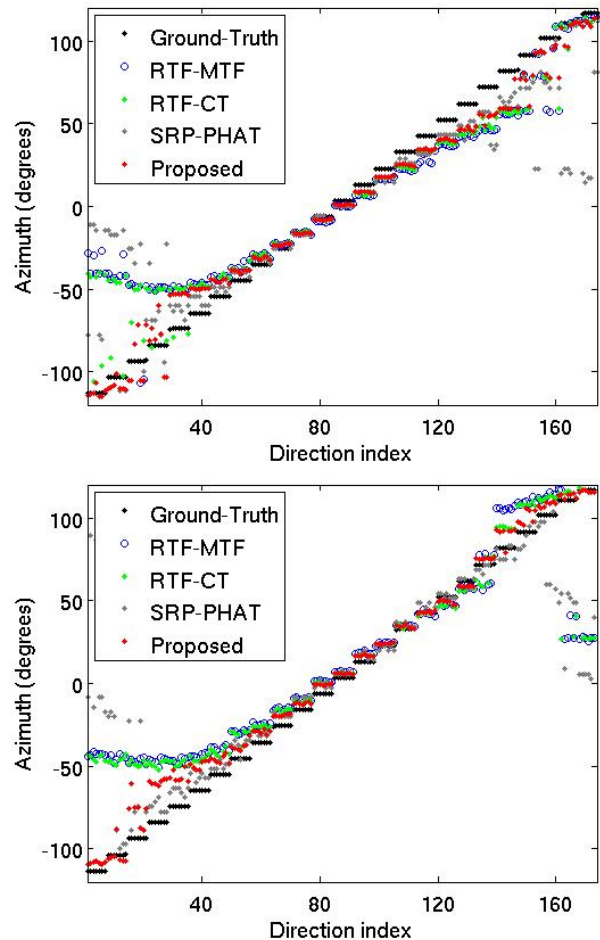 100
50
0
-50
-100
Azimuth (degrees)
Ground-Truth
RTF-MTF
RTF-CT
SRP-PHAT
Proposed
40
80
120
160
Direction index
100
50
0
-50
-100
Azimuth (degrees)
Ground-Truth
RTF-MTF
RTF-CT
SRP-PHAT
Proposed
40
80
120
160
Direction index